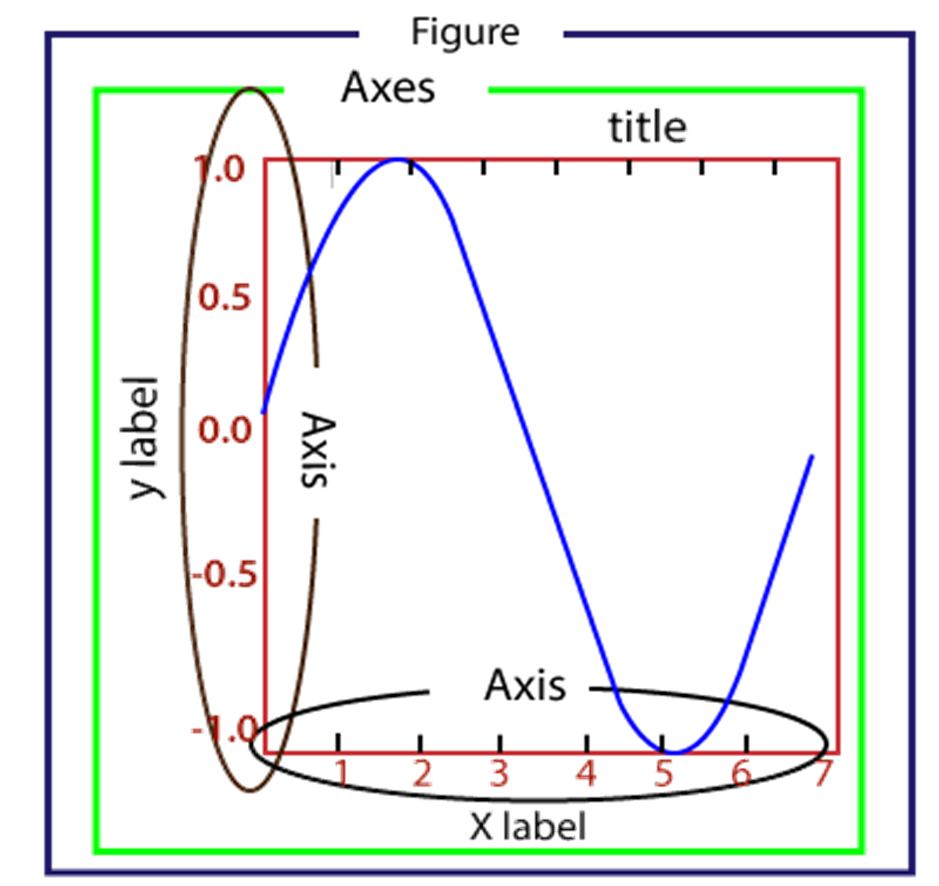 Figure
Axes
title
1.0
0.5
0.0
-0.5
-1.0
y label
Axis
Axis
1 2 3 4 5 6 7
X label